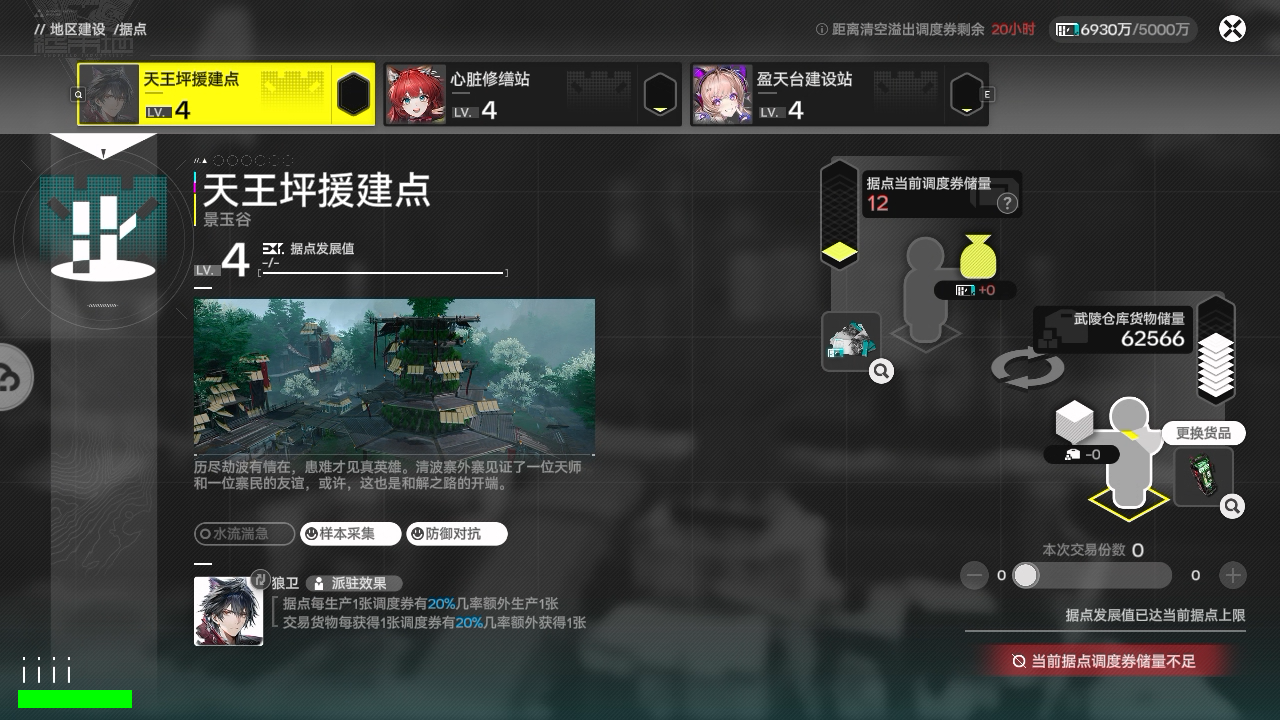 // 地区建设 /据点
距离清空溢出调度券剩余 20小时
6930万/5000万
Q
天王坪援建点
LV. 4
心脏修缮站
LV. 4
盈天台建设站
LV. 4
E
天王坪援建点
景玉谷
LV. 4
据点发展值
-/-
历尽劫波有情在，患难才见真英雄。清波寨外寨见证了一位天师
和一位寨民的友谊，或许，这也是和解之路的开端。
水流湍急
样本采集
防御对抗
狼卫
派驻效果
据点每生产1张调度券有20%几率额外生产1张
交易货物每获得1张调度券有20%几率额外获得1张
据点当前调度券储量
12
?
+0
武陵仓库货物储量
62566
-0
更换货品
本次交易份数 0
0
0
据点发展值已达当前据点上限
当前据点调度券储量不足